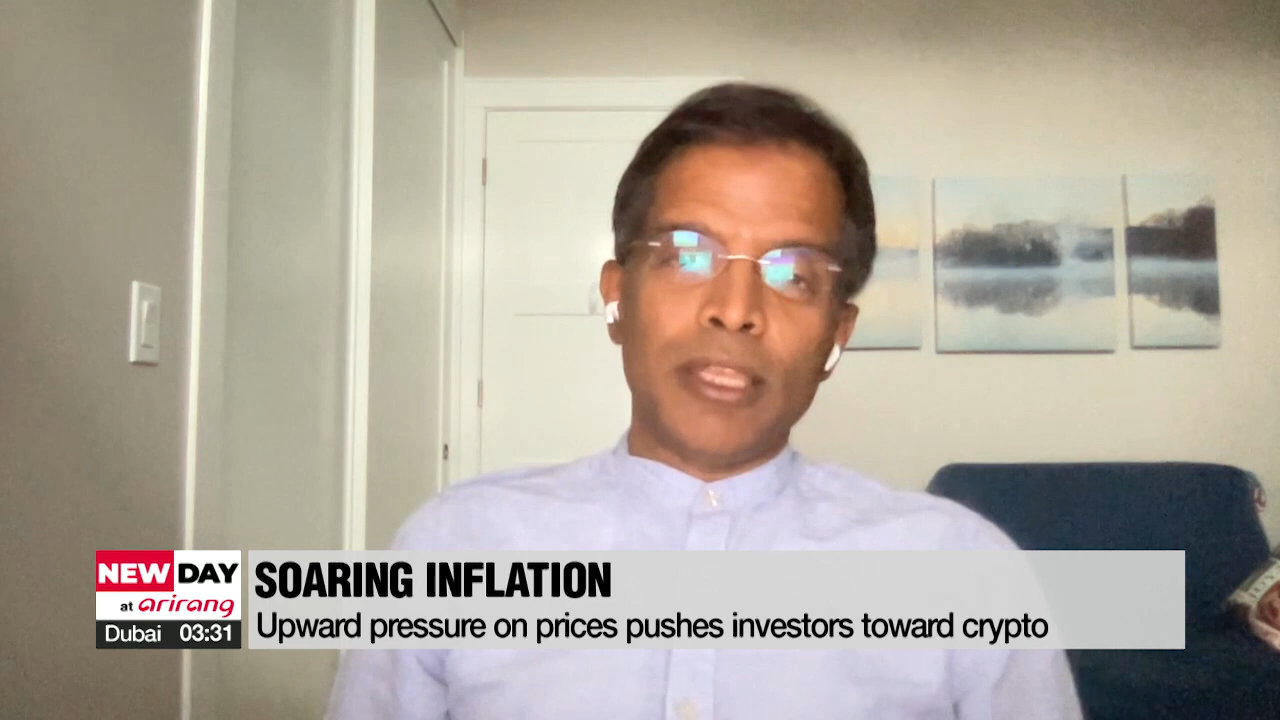 NEW DAY
at arirang
Dubai 03:31
SOARING INFLATION
Upward pressure on prices pushes investors toward crypto